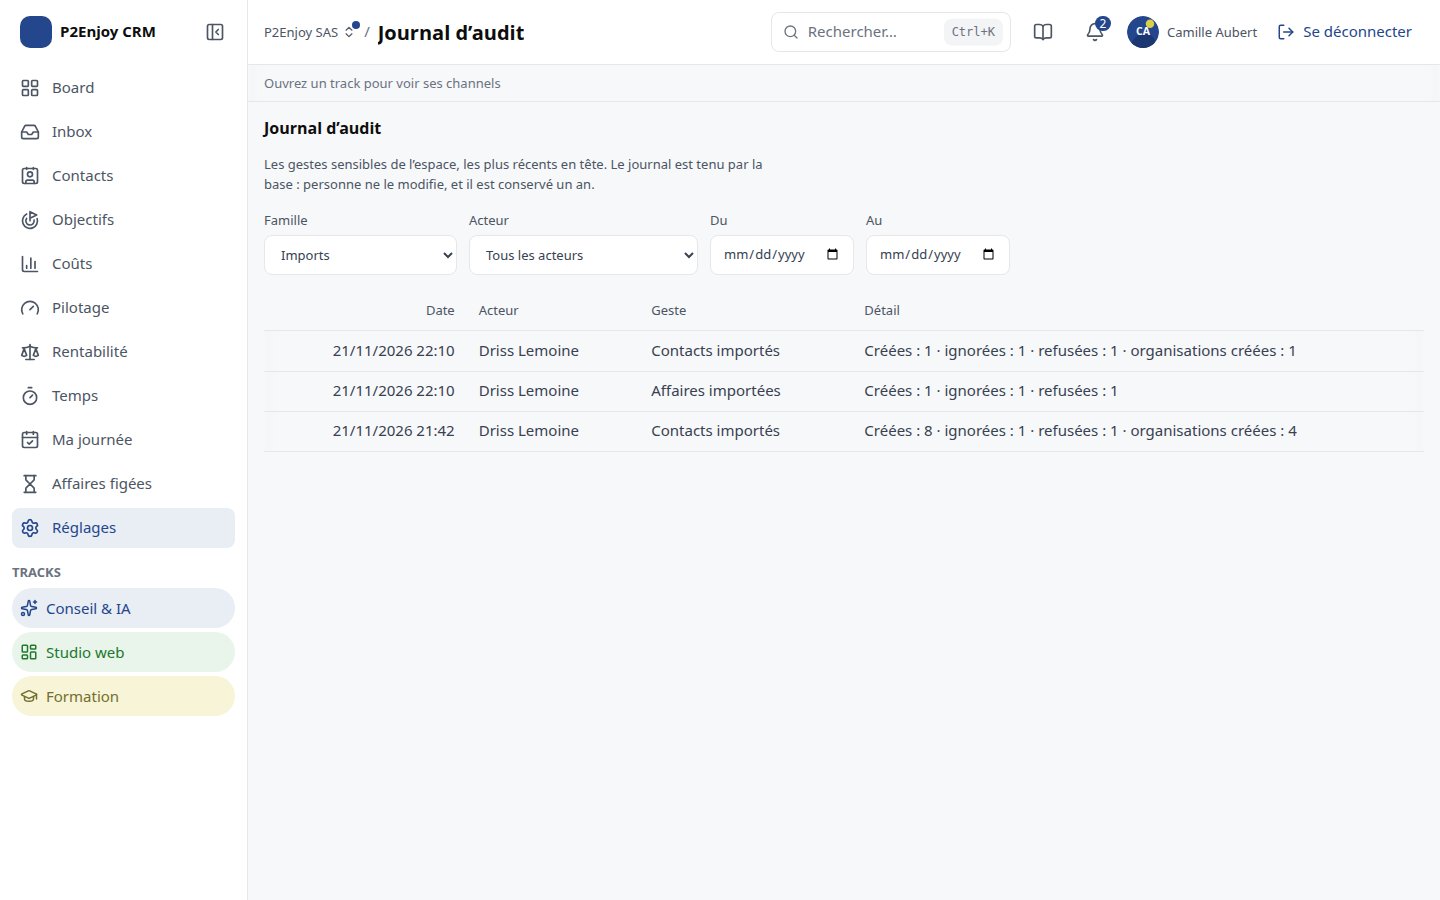 P2Enjoy CRM
P2Enjoy SAS / Journal d’audit
Rechercher... Ctrl+K
2
CA Camille Aubert
Se déconnecter
Board
Inbox
Contacts
Objectifs
Coûts
Pilotage
Rentabilité
Temps
Ma journée
Affaires figées
Réglages
TRACKS
Conseil & IA
Studio web
Formation
Ouvrez un track pour voir ses channels
Journal d’audit
Les gestes sensibles de l’espace, les plus récents en tête. Le journal est tenu par la
base : personne ne le modifie, et il est conservé un an.
Famille Acteur Du Au
Imports Tous les acteurs mm/dd/yyyy mm/dd/yyyy
Date Acteur Geste Détail
21/11/2026 22:10 Driss Lemoine Contacts importés Créées : 1 · ignorées : 1 · refusées : 1 · organisations créées : 1
21/11/2026 22:10 Driss Lemoine Affaires importées Créées : 1 · ignorées : 1 · refusées : 1
21/11/2026 21:42 Driss Lemoine Contacts importés Créées : 8 · ignorées : 1 · refusées : 1 · organisations créées : 4